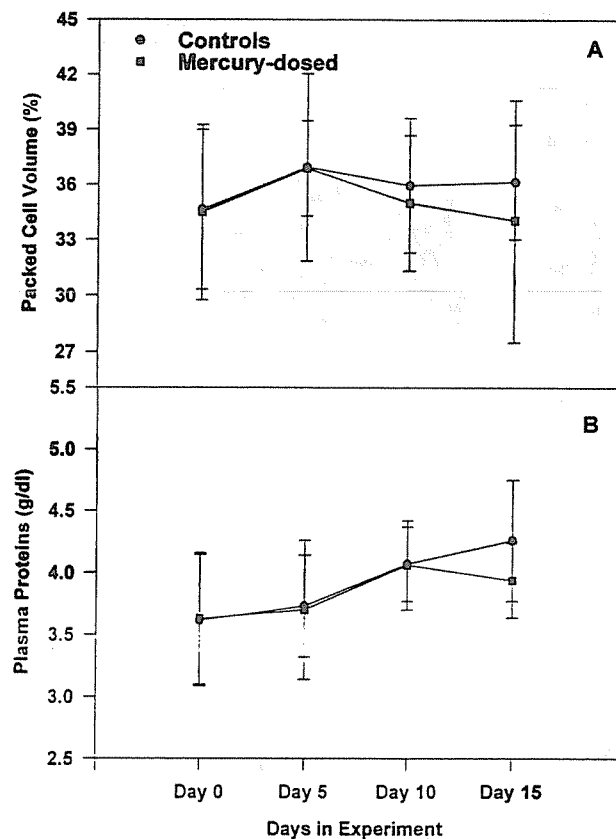 45
Controls
A
Mercury-dosed
42
39
36
33
30
27
Packed Cell Volume (%)
5.5
B
5.0
4.5
4.0
3.5
3.0
2.5
Plasma Proteins (g/dl)
Day 0 Day 5 Day 10 Day 15
Days in Experiment